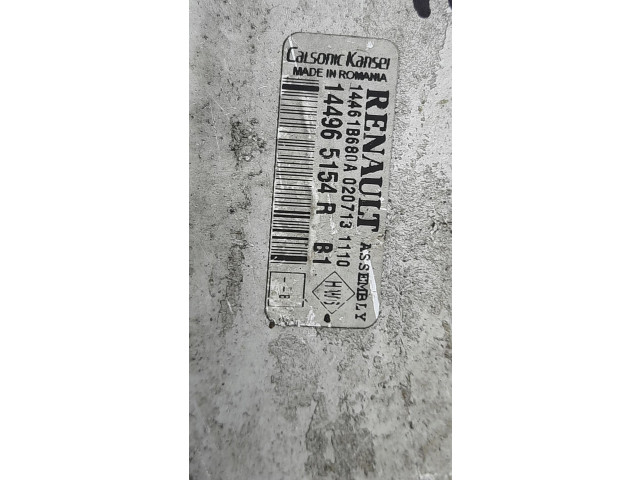 CALSONIC KANSEI
MADE IN ROMANIA
RENAULT ASSEMBLY
14461B680A 020713 1110
14496 5154 R B1